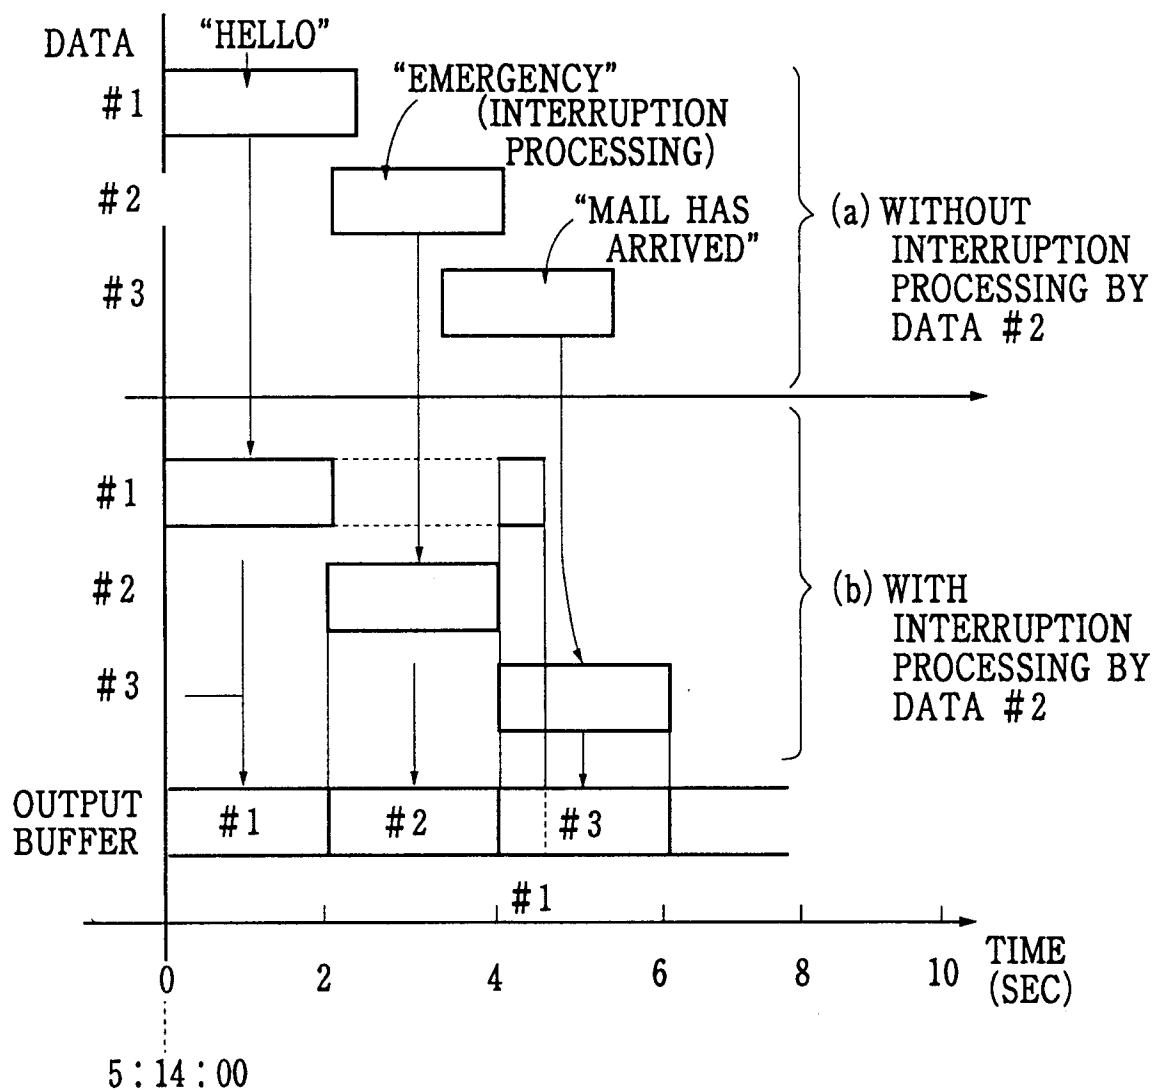 DATA
“HELLO”
#1
“EMERGENCY”
(INTERRUPTION
PROCESSING)
#2
“MAIL HAS
ARRIVED”
#3
(a) WITHOUT
INTERRUPTION
PROCESSING BY
DATA #2
#1
#2
#3
(b) WITH
INTERRUPTION
PROCESSING BY
DATA #2
OUTPUT
BUFFER
#1
#2
#3
#1
0
2
4
6
8
10
TIME
(SEC)
5:14:00